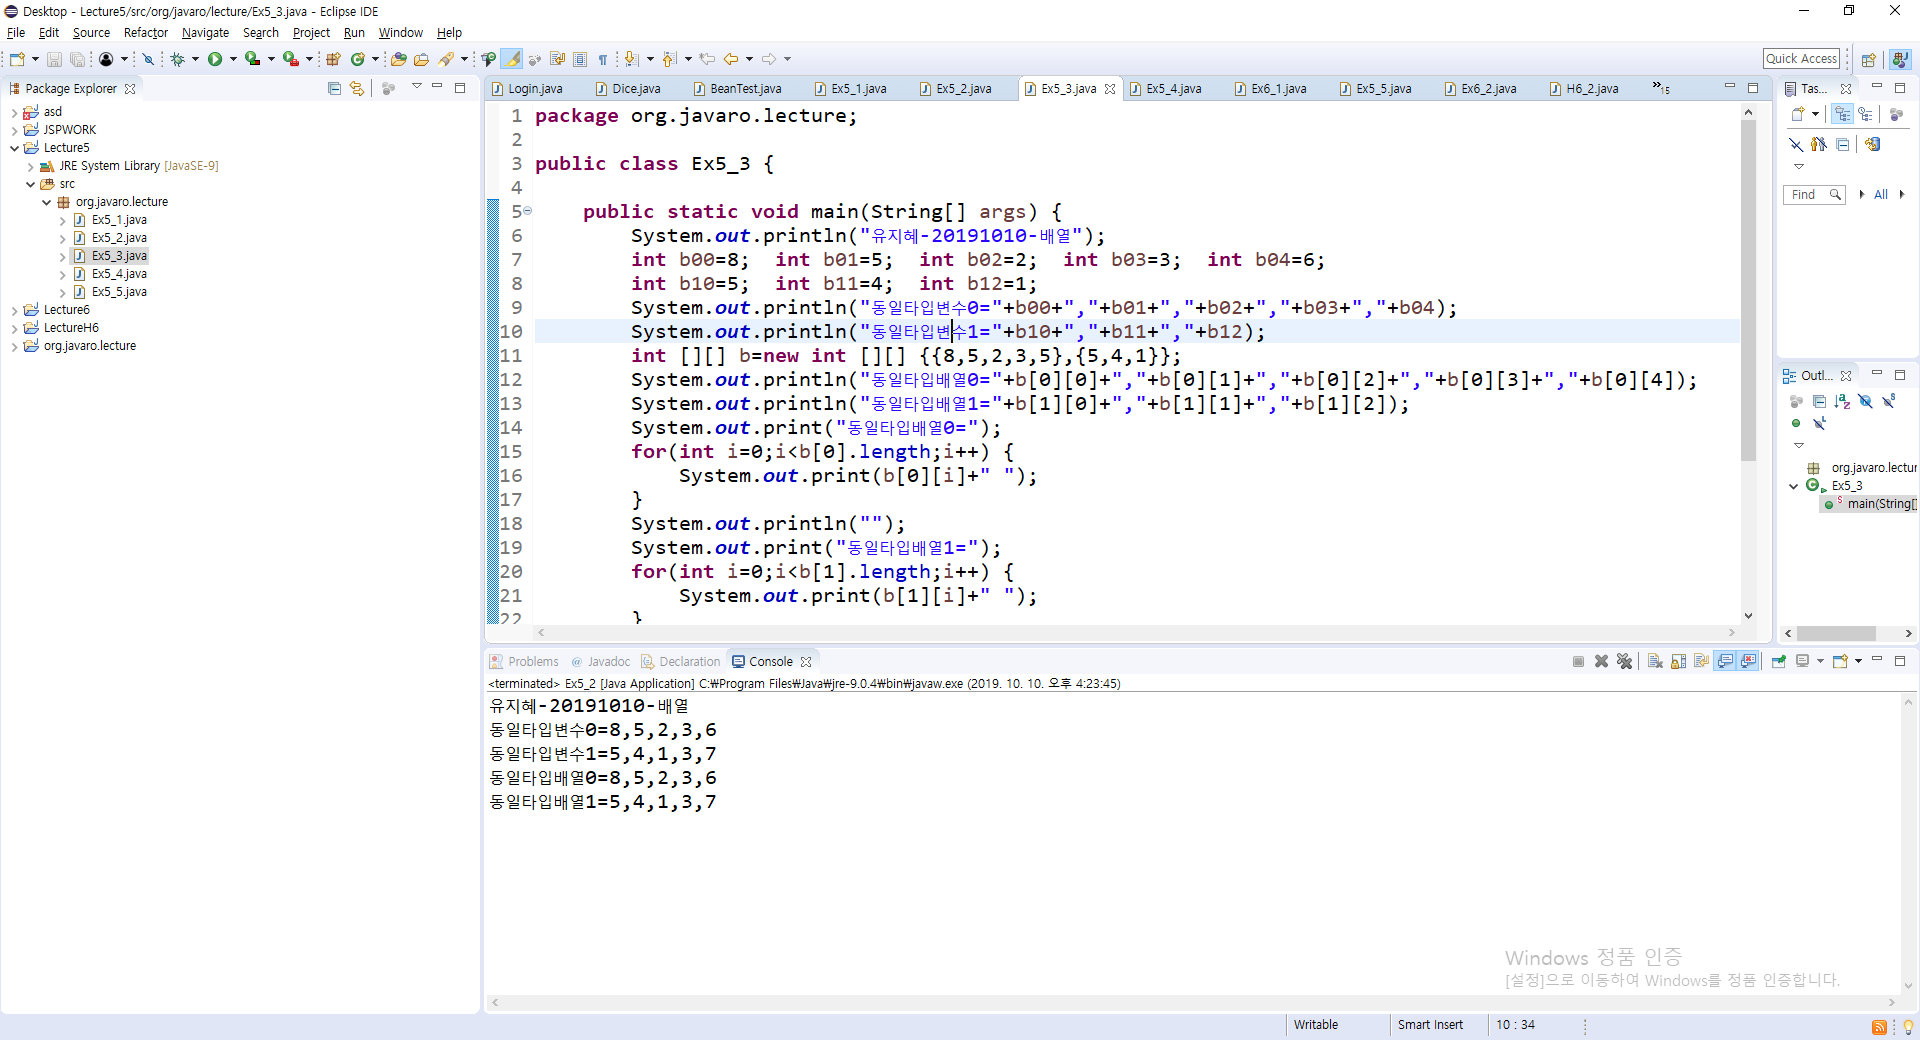 Desktop - Lecture5/src/org/javaro/lecture/Ex5_3.java - Eclipse IDE
File Edit Source Refactor Navigate Search Project Run Window Help
Quick Access
Package Explorer
asd
JSPWORK
Lecture5
JRE System Library [JavaSE-9]
src
org.javaro.lecture
Ex5_1.java
Ex5_2.java
Ex5_3.java
Ex5_4.java
Ex5_5.java
Lecture6
LectureH6
org.javaro.lecture
Login.java Dice.java BeanTest.java Ex5_1.java Ex5_2.java Ex5_3.java Ex5_4.java Ex6_1.java Ex5_5.java Ex6_2.java H6_2.java »15
1 package org.javaro.lecture;
2
3 public class Ex5_3 {
4
5 public static void main(String[] args) {
6 System.out.println("유지혜-20191010-배열");
7 int b00=8; int b01=5; int b02=2; int b03=3; int b04=6;
8 int b10=5; int b11=4; int b12=1;
9 System.out.println("동일타입변수0="+b00+","+b01+","+b02+","+b03+","+b04);
10 System.out.println("동일타입변수1="+b10+","+b11+","+b12);
11 int [][] b=new int [][] {{8,5,2,3,5},{5,4,1}};
12 System.out.println("동일타입배열0="+b[0][0]+","+b[0][1]+","+b[0][2]+","+b[0][3]+","+b[0][4]);
13 System.out.println("동일타입배열1="+b[1][0]+","+b[1][1]+","+b[1][2]);
14 System.out.print("동일타입배열0=");
15 for(int i=0;i<b[0].length;i++) {
16 System.out.print(b[0][i]+" ");
17 }
18 System.out.println("");
19 System.out.print("동일타입배열1=");
20 for(int i=0;i<b[1].length;i++) {
21 System.out.print(b[1][i]+" ");
22 }
Tas...
Find All
Outl...
org.javaro.lectur
Ex5_3
main(String[]
Problems Javadoc Declaration Console
<terminated> Ex5_2 [Java Application] C:₩Program Files₩Java₩jre-9.0.4₩bin₩javaw.exe (2019. 10. 10. 오후 4:23:45)
유지혜-20191010-배열
동일타입변수0=8,5,2,3,6
동일타입변수1=5,4,1,3,7
동일타입배열0=8,5,2,3,6
동일타입배열1=5,4,1,3,7
Windows 정품 인증
[설정]으로 이동하여 Windows를 정품 인증합니다.
Writable Smart Insert 10 : 34